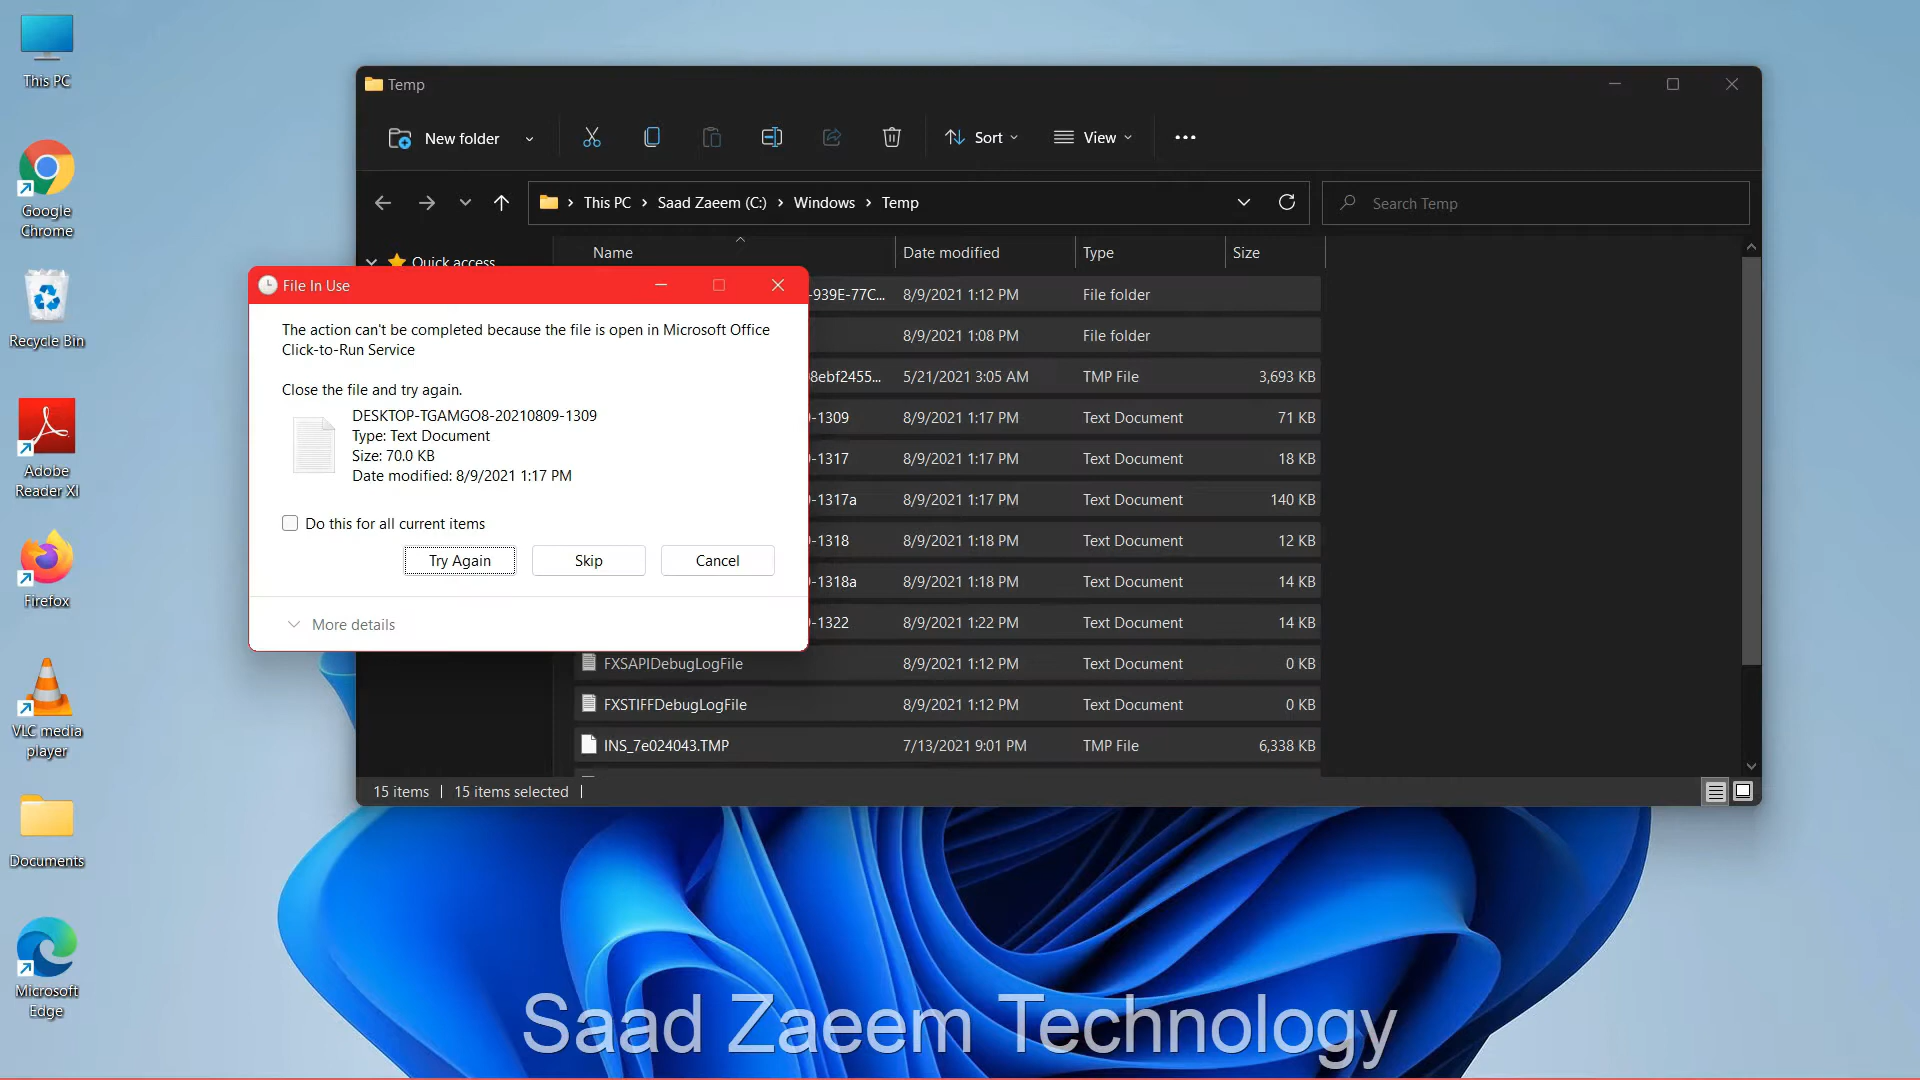 This PC
Google
Chrome
Recycle Bin
Adobe
Reader XI
Firefox
VLC media
player
Documents
Microsoft
Edge
Temp
New folder
Sort
View
This PC > Saad Zaeem (C:) > Windows > Temp
Search Temp
Quick access
Name Date modified Type Size
-939E-77C... 8/9/2021 1:12 PM File folder
8/9/2021 1:08 PM File folder
8ebf2455... 5/21/2021 3:05 AM TMP File 3,693 KB
-1309 8/9/2021 1:17 PM Text Document 71 KB
-1317 8/9/2021 1:17 PM Text Document 18 KB
-1317a 8/9/2021 1:17 PM Text Document 140 KB
-1318 8/9/2021 1:18 PM Text Document 12 KB
-1318a 8/9/2021 1:18 PM Text Document 14 KB
-1322 8/9/2021 1:22 PM Text Document 14 KB
FXSAPIDebugLogFile 8/9/2021 1:12 PM Text Document 0 KB
FXSTIFFDebugLogFile 8/9/2021 1:12 PM Text Document 0 KB
INS_7e024043.TMP 7/13/2021 9:01 PM TMP File 6,338 KB
15 items | 15 items selected |
File In Use
The action can't be completed because the file is open in Microsoft Office
Click-to-Run Service
Close the file and try again.
DESKTOP-TGAMGO8-20210809-1309
Type: Text Document
Size: 70.0 KB
Date modified: 8/9/2021 1:17 PM
Do this for all current items
Try Again
Skip
Cancel
More details
Saad Zaeem Technology